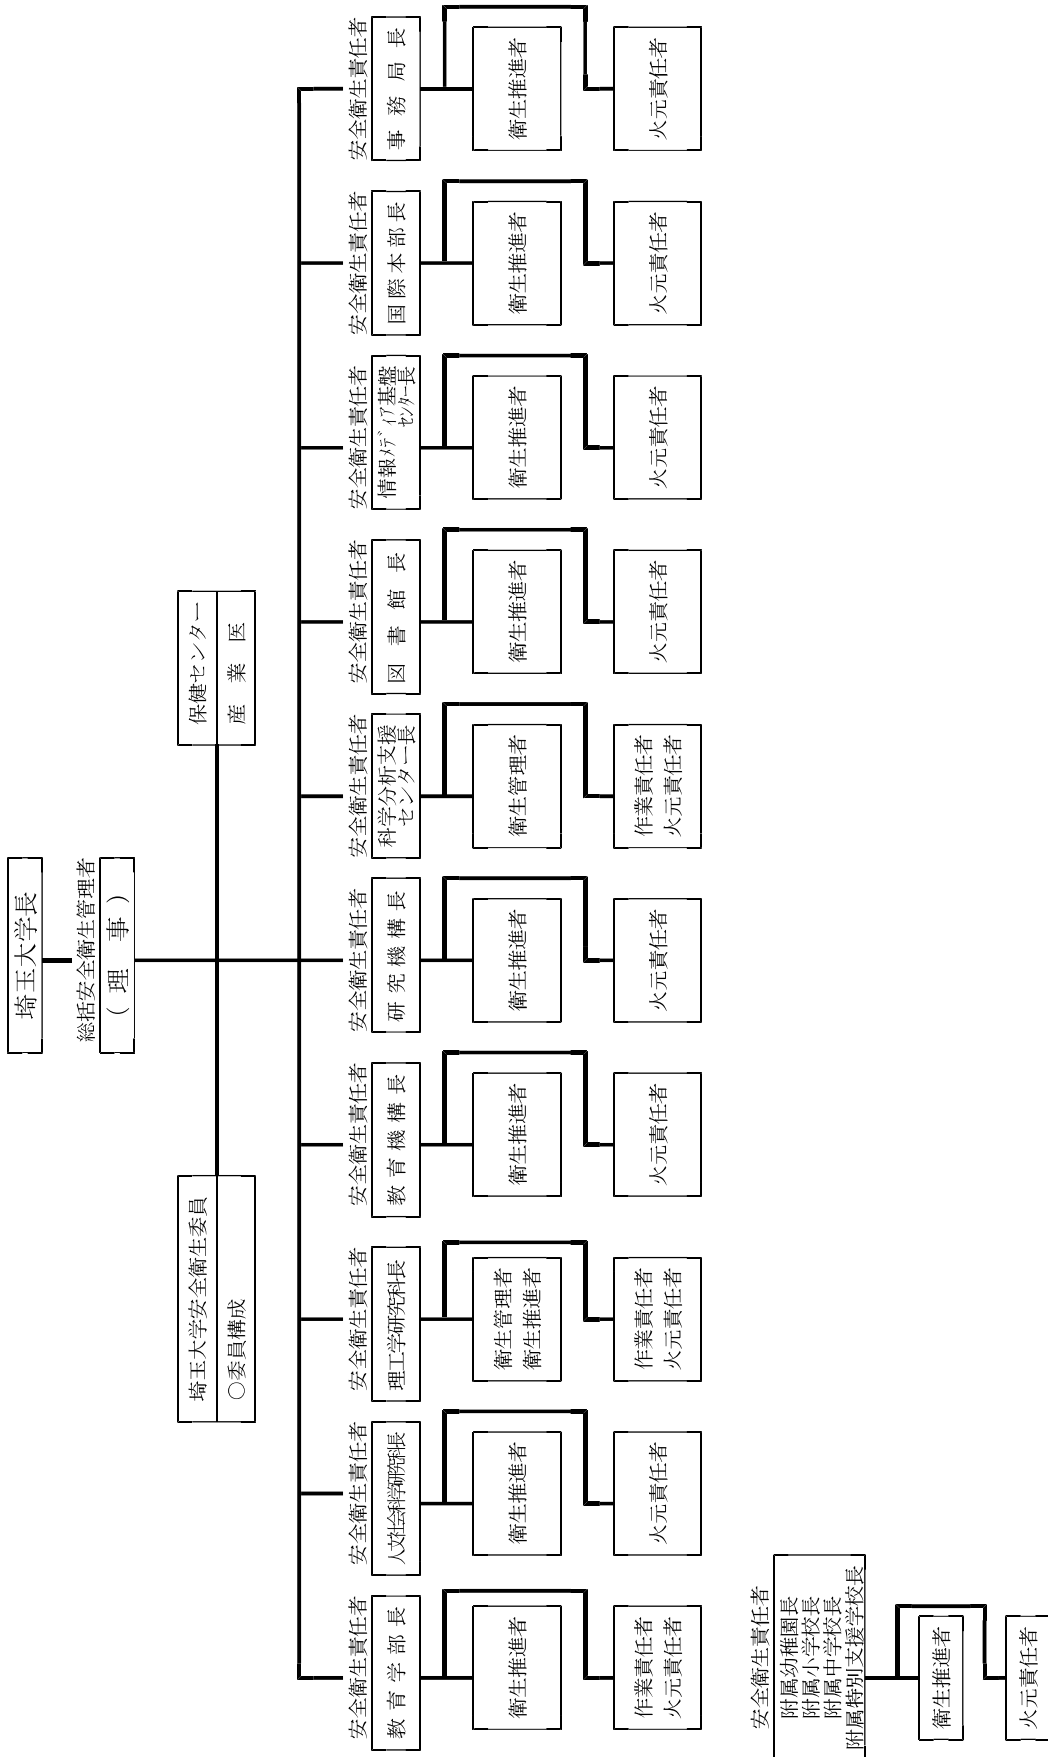 埼玉大学長
総括安全衛生管理者
（ 理 事 ）
埼玉大学安全衛生委員
○委員構成
保健センター
産 業 医
安全衛生責任者
教 育 学 部 長
衛生推進者
作業責任者
火元責任者
安全衛生責任者
人文社会科学研究科長
衛生推進者
火元責任者
安全衛生責任者
理工学研究科長
衛生管理者
衛生推進者
作業責任者
火元責任者
安全衛生責任者
教 育 機 構 長
衛生推進者
火元責任者
安全衛生責任者
研 究 機 構 長
衛生推進者
火元責任者
安全衛生責任者
科学分析支援
センター長
衛生管理者
作業責任者
火元責任者
安全衛生責任者
図 書 館 長
衛生推進者
火元責任者
安全衛生責任者
情報ﾒﾃﾞｨｱ基盤
ｾﾝﾀｰ長
衛生推進者
火元責任者
安全衛生責任者
国 際 本 部 長
衛生推進者
火元責任者
安全衛生責任者
事 務 局 長
衛生推進者
火元責任者
安全衛生責任者
附属幼稚園長
附属小学校長
附属中学校長
附属特別支援学校長
衛生推進者
火元責任者